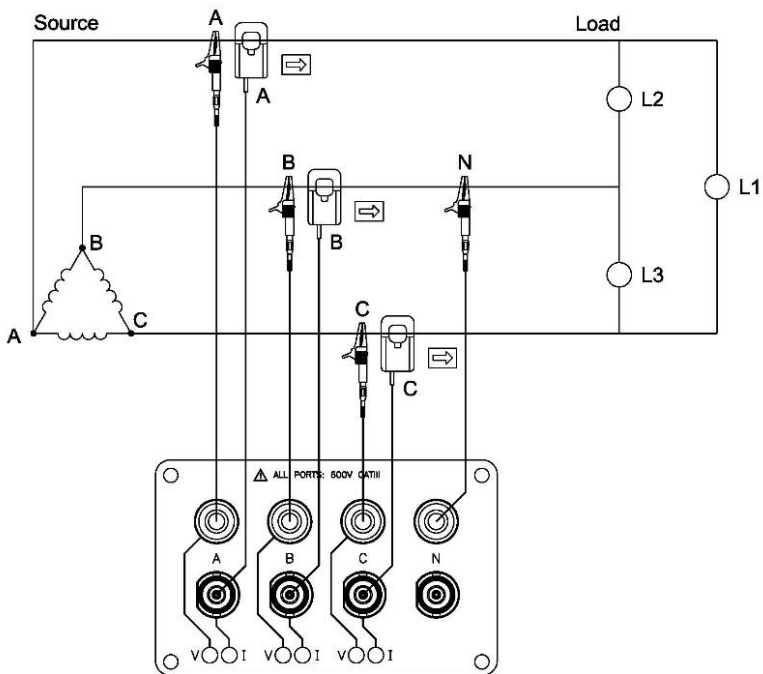 Source A Load
A
L2
B N
L1
B
B
L3
A C C
C
⚠ ALL PORTS: 600V CATIII
A B C N
V I V I V I